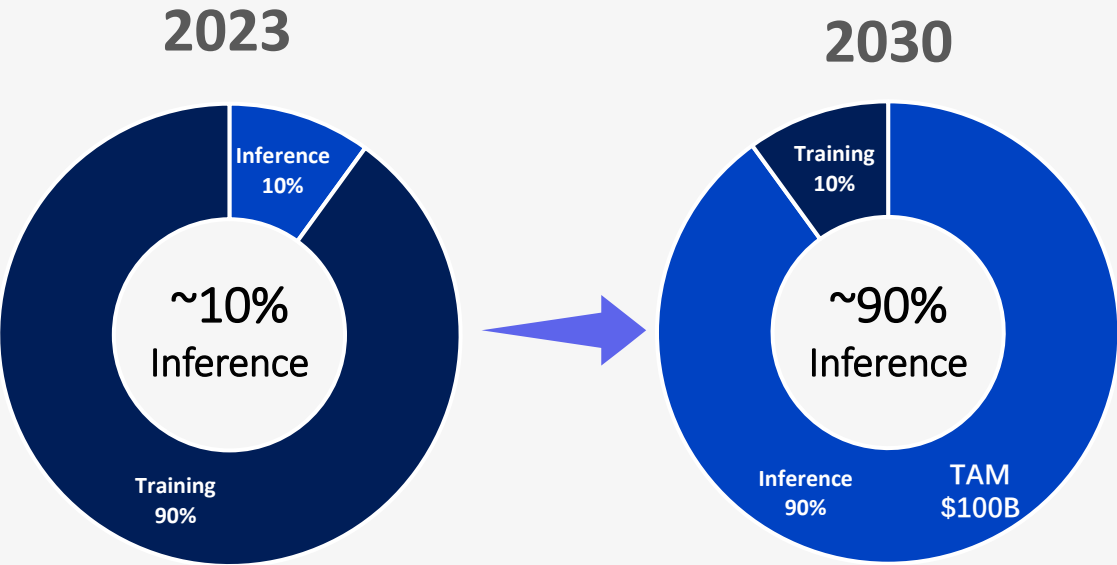 2023
Inference
10%
~10%
Inference
Training
90%
2030
Training
10%
~90%
Inference
Inference
90%
TAM
$100B